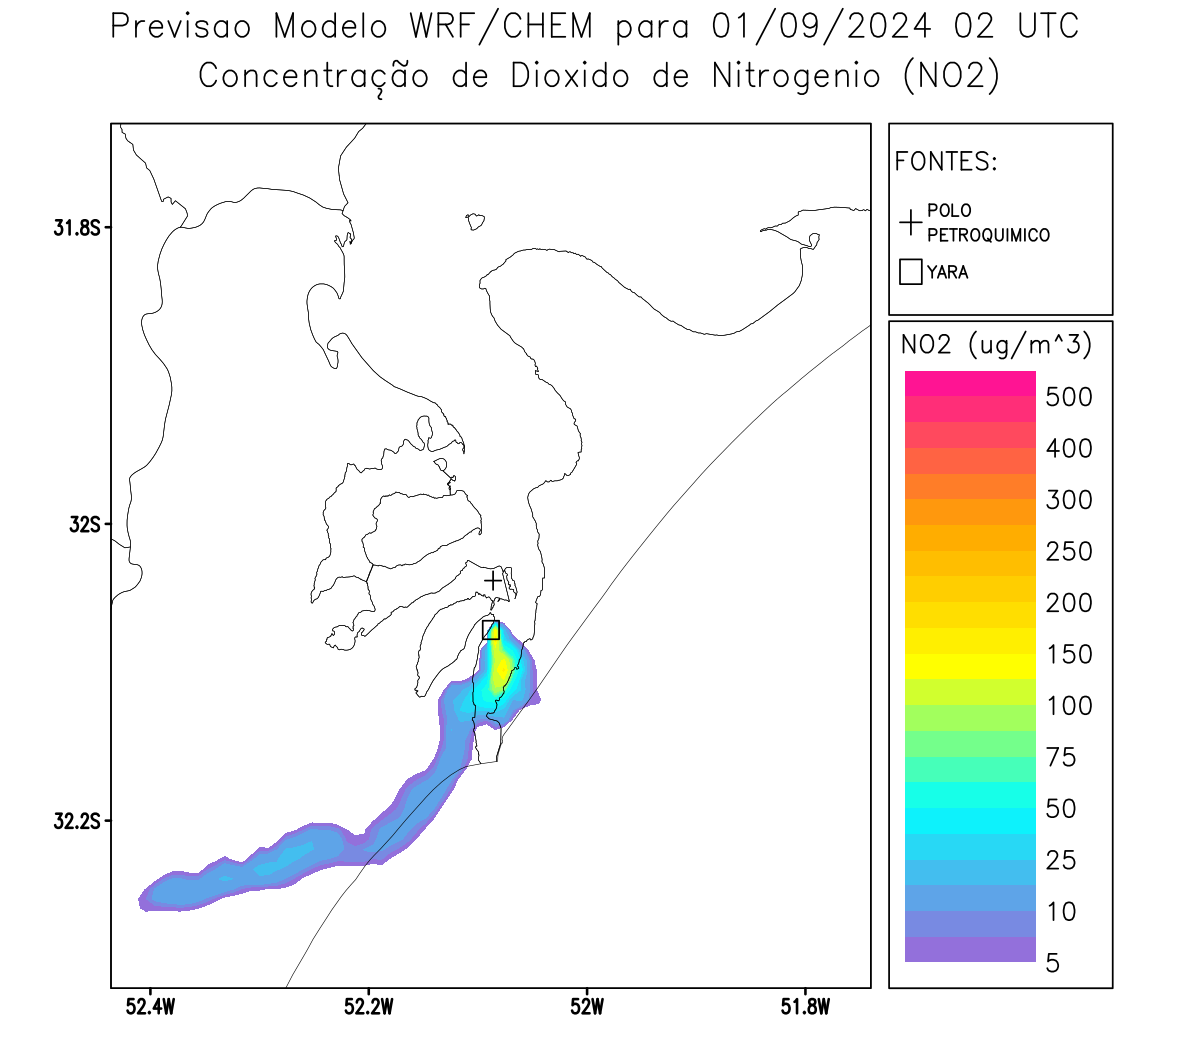 Previsao Modelo WRF/CHEM para 01/09/2024 02 UTC
Concentração de Dioxido de Nitrogenio (NO2)
FONTES:
POLO
PETROQUIMICO
YARA
NO2 (ug/m^3)
500
400
300
250
200
150
100
75
50
25
10
5
31.8S
32S
32.2S
52.4W
52.2W
52W
51.8W